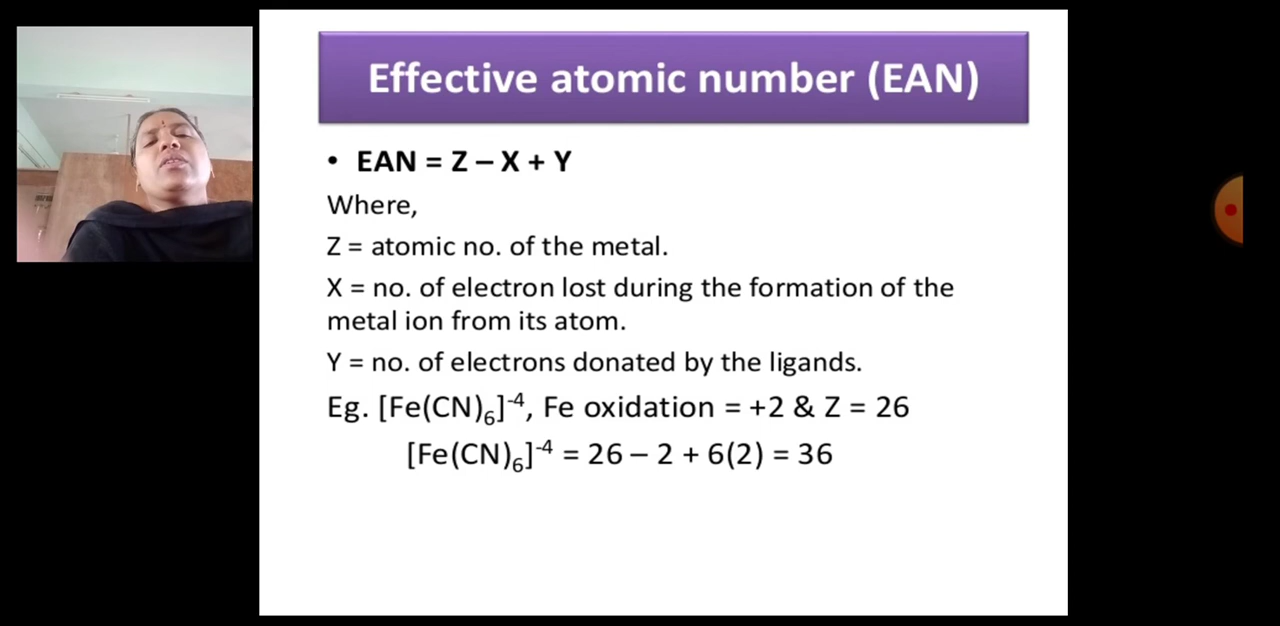 Effective atomic number (EAN)
• EAN = Z – X + Y
Where,
Z = atomic no. of the metal.
X = no. of electron lost during the formation of the
metal ion from its atom.
Y = no. of electrons donated by the ligands.
Eg. [Fe(CN)₆]⁻⁴, Fe oxidation = +2 & Z = 26
[Fe(CN)₆]⁻⁴ = 26 – 2 + 6(2) = 36